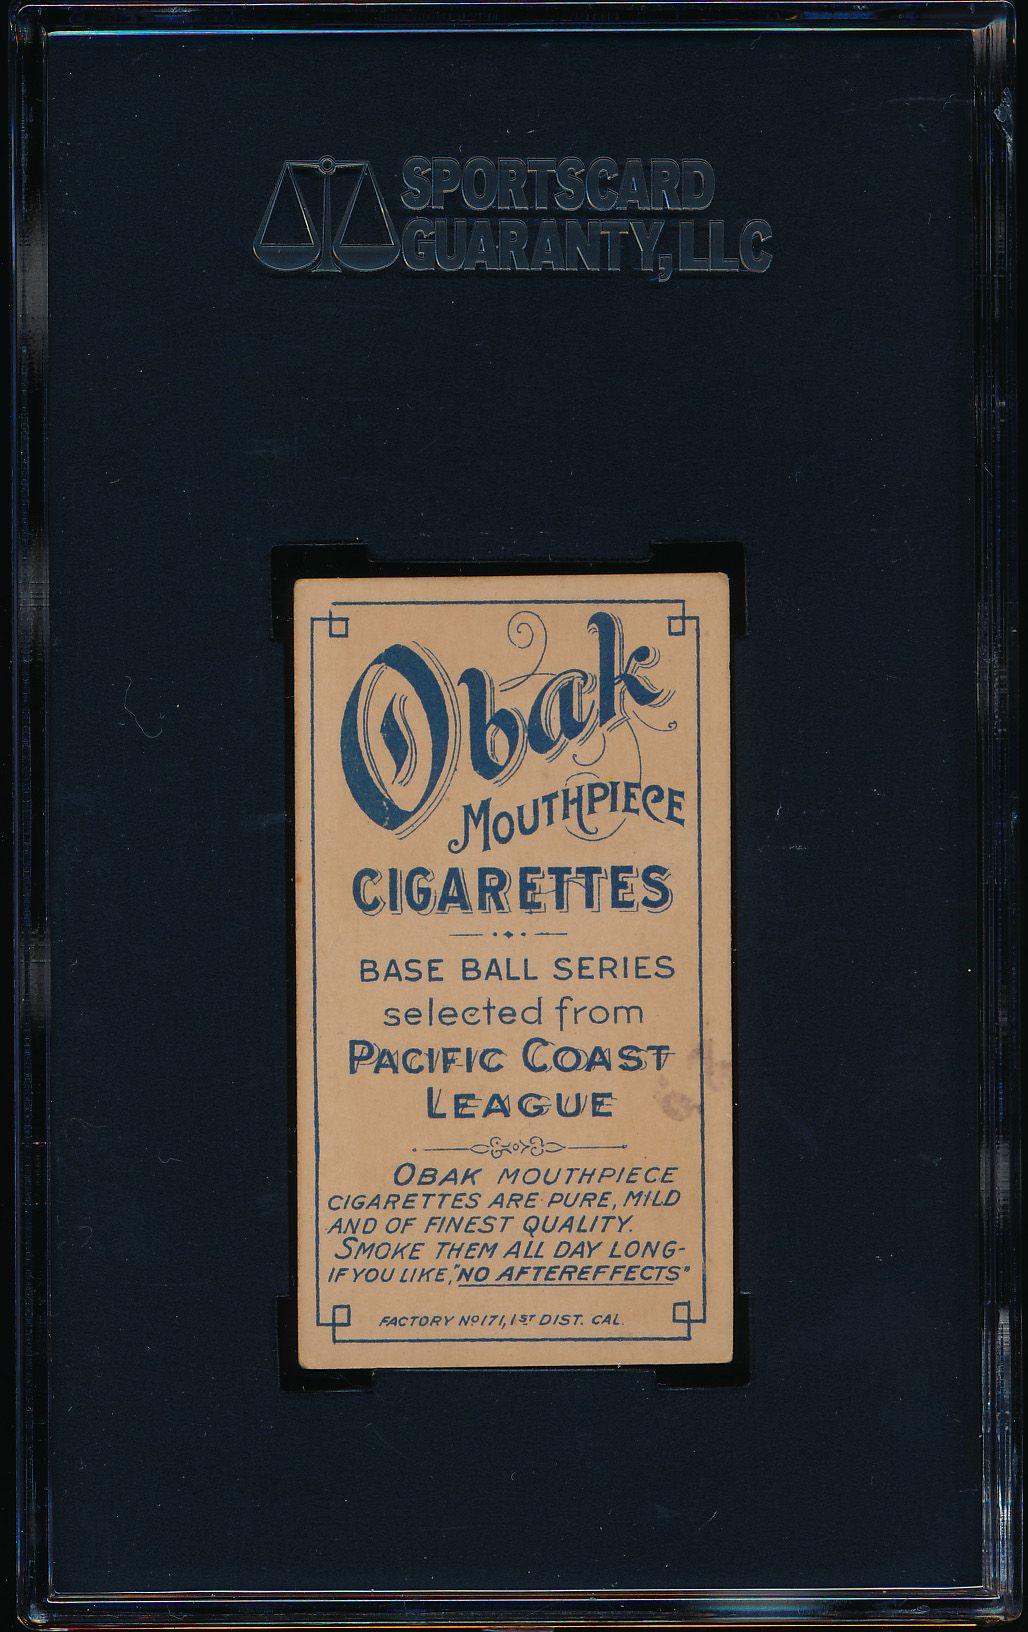 SPORTSCARD
GUARANTY, LLC
Obak
MOUTHPIECE
CIGARETTES
BASE BALL SERIES
selected from
PACIFIC COAST
LEAGUE
OBAK MOUTHPIECE
CIGARETTES ARE PURE, MILD
AND OF FINEST QUALITY.
SMOKE THEM ALL DAY LONG-
IF YOU LIKE, "NO AFTEREFFECTS"
FACTORY Nº 171, 1ST DIST. CAL.